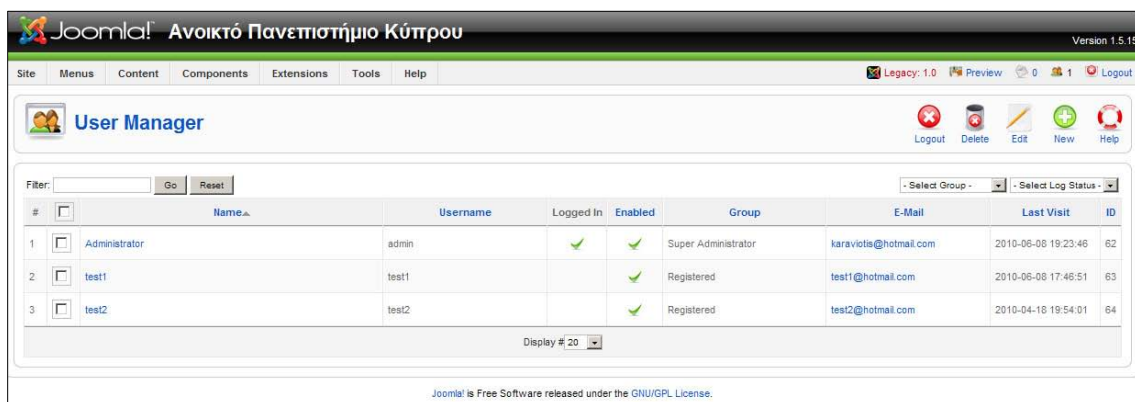 Joomla! Ανοικτό Πανεπιστήμιο Κύπρου
Version 1.5.15
Site Menus Content Components Extensions Tools Help Legacy: 1.0 Preview 0 1 Logout
User Manager
Logout Delete Edit New Help
Filter: Go Reset - Select Group - - Select Log Status -
# Name Username Logged In Enabled Group E-Mail Last Visit ID
1 Administrator admin Super Administrator karaviotis@hotmail.com 2010-06-08 19:23:46 62
2 test1 test1 Registered test1@hotmail.com 2010-06-08 17:46:51 63
3 test2 test2 Registered test2@hotmail.com 2010-04-18 19:54:01 64
Display # 20
Joomla! is Free Software released under the GNU/GPL License.